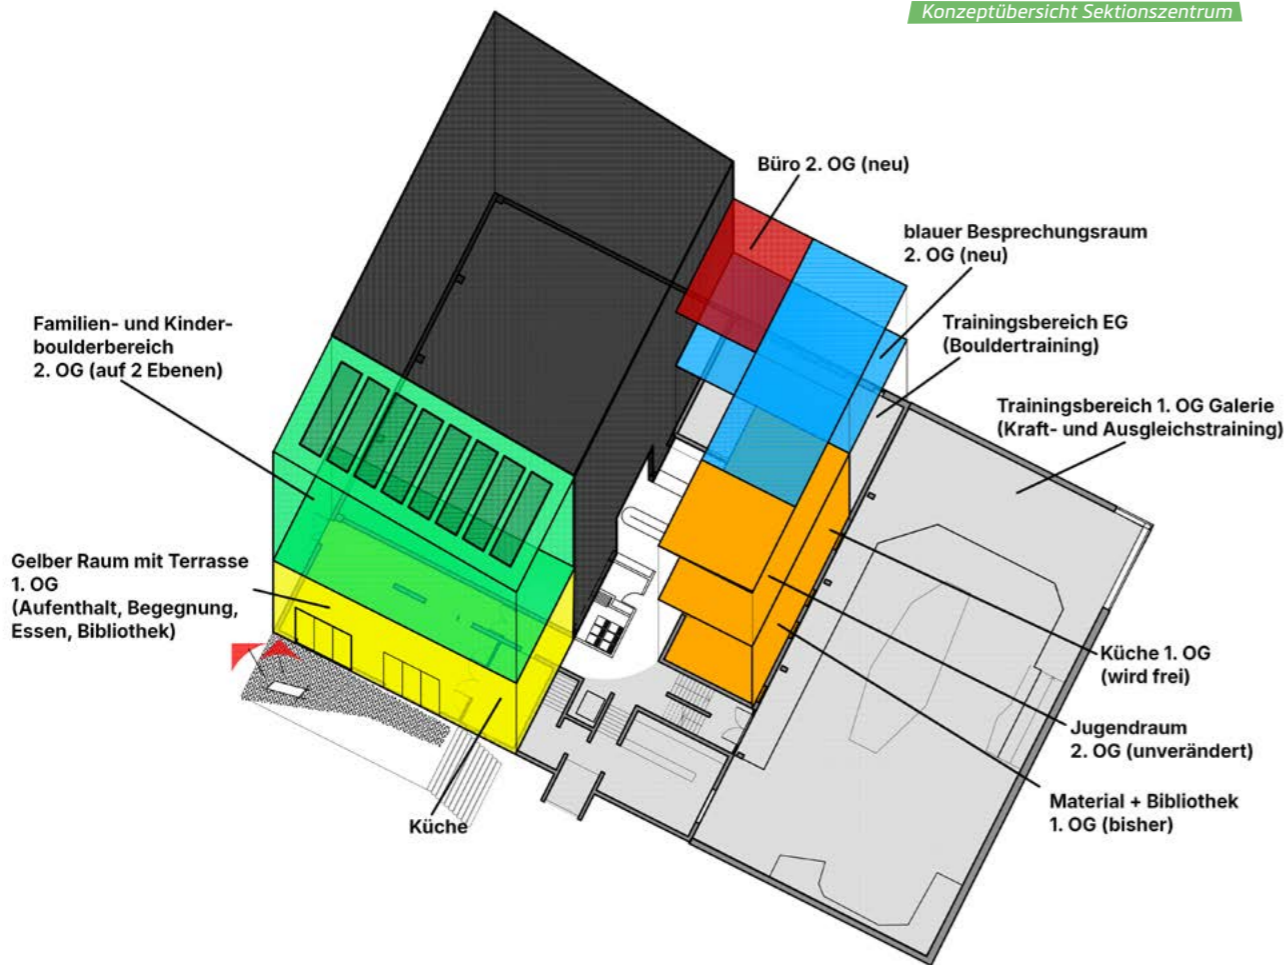 Konzeptübersicht Sektionszentrum
Büro 2. OG (neu)
blauer Besprechungsraum
2. OG (neu)
Trainingsbereich EG
(Bouldertraining)
Trainingsbereich 1. OG Galerie
(Kraft- und Ausgleichstraining)
Familien- und Kinder-
boulderbereich
2. OG (auf 2 Ebenen)
Gelber Raum mit Terrasse
1. OG
(Aufenthalt, Begegnung,
Essen, Bibliothek)
Küche 1. OG
(wird frei)
Jugendraum
2. OG (unverändert)
Material + Bibliothek
1. OG (bisher)
Küche